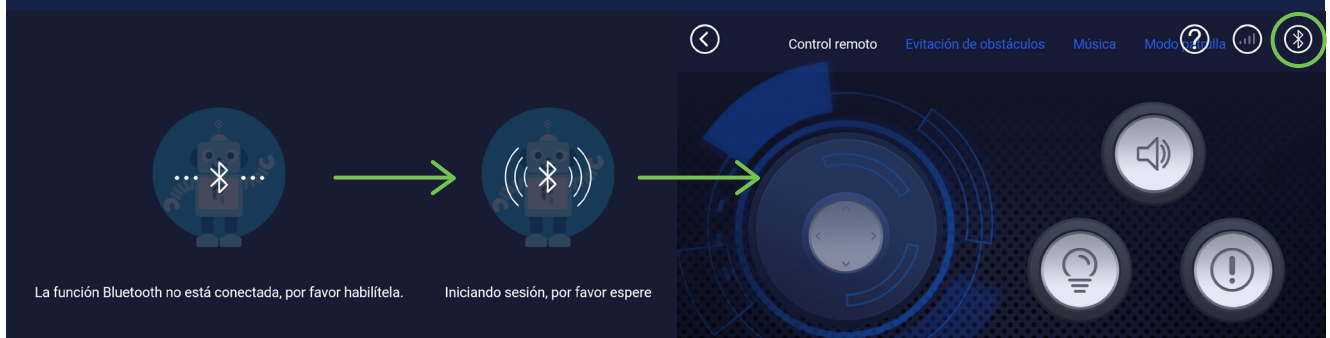 Control remoto Evitación de obstáculos Música Modo patrulla
La función Bluetooth no está conectada, por favor habilítela.
Iniciando sesión, por favor espere